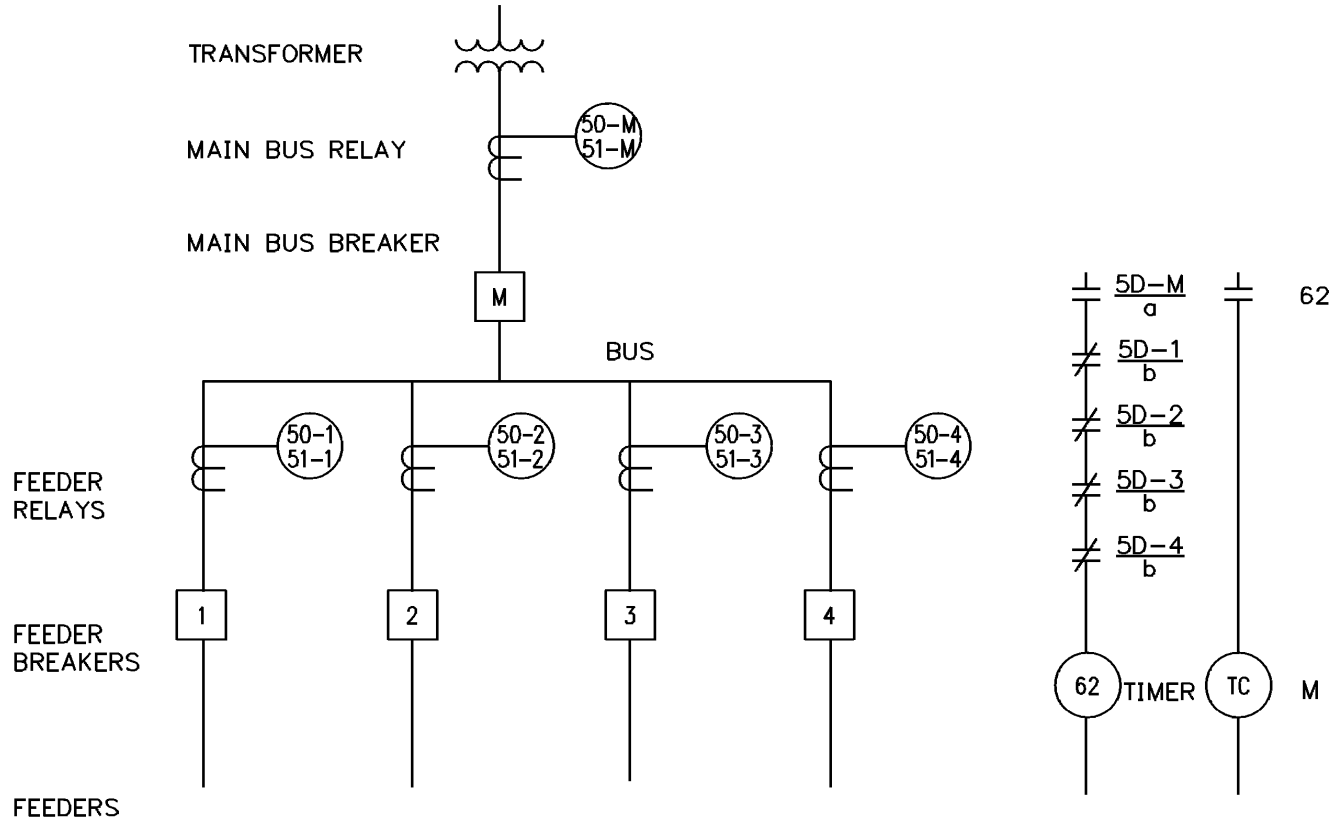 TRANSFORMER
50-M
51-M
MAIN BUS RELAY
MAIN BUS BREAKER
M
BUS
50-1
51-1
50-2
51-2
50-3
51-3
50-4
51-4
FEEDER
RELAYS
1
2
3
4
FEEDER
BREAKERS
FEEDERS
5D-M
a
62
5D-1
b
5D-2
b
5D-3
b
5D-4
b
62
TIMER
TC
M